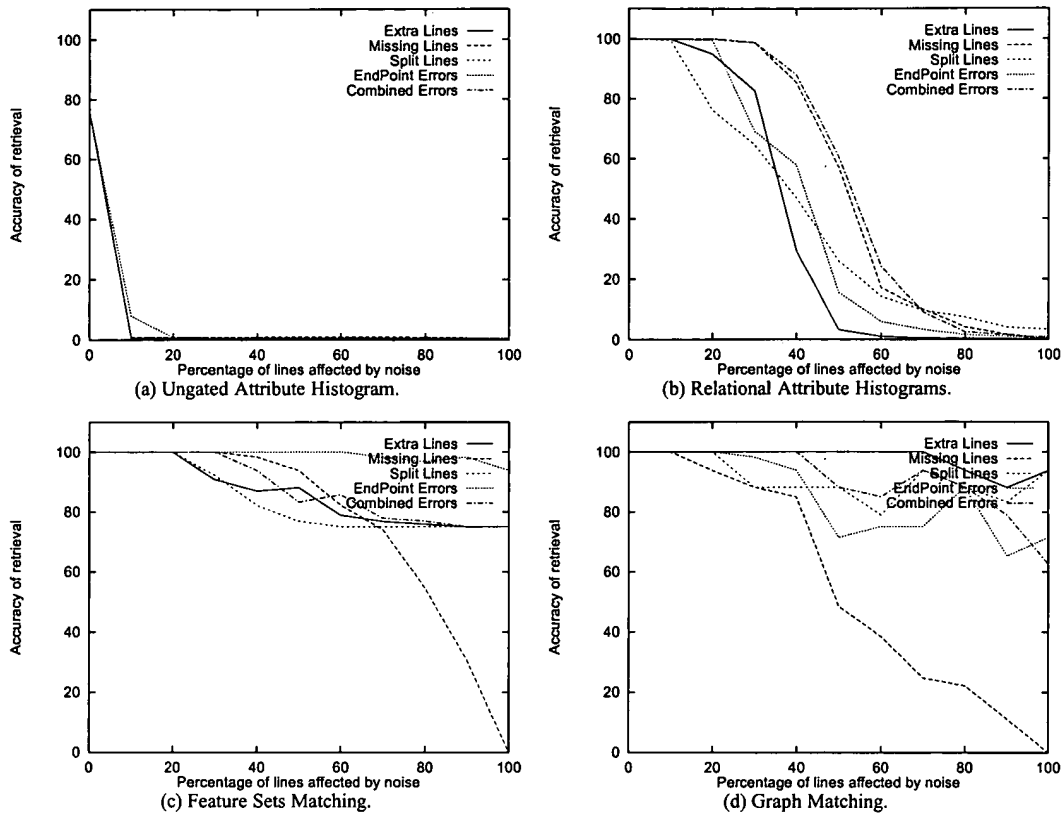 100
80
60
40
20
0
Accuracy of retrieval
Extra Lines
Missing Lines
Split Lines
EndPoint Errors
Combined Errors
0 20 40 60 80 100
Percentage of lines affected by noise
(a) Ungated Attribute Histogram.
100
80
60
40
20
0
Accuracy of retrieval
Extra Lines
Missing Lines
Split Lines
EndPoint Errors
Combined Errors
0 20 40 60 80 100
Percentage of lines affected by noise
(b) Relational Attribute Histograms.
100
80
60
40
20
0
Accuracy of retrieval
Extra Lines
Missing Lines
Split Lines
EndPoint Errors
Combined Errors
0 20 40 60 80 100
Percentage of lines affected by noise
(c) Feature Sets Matching.
100
80
60
40
20
0
Accuracy of retrieval
Extra Lines
Missing Lines
Split Lines
EndPoint Errors
Combined Errors
0 20 40 60 80 100
Percentage of lines affected by noise
(d) Graph Matching.